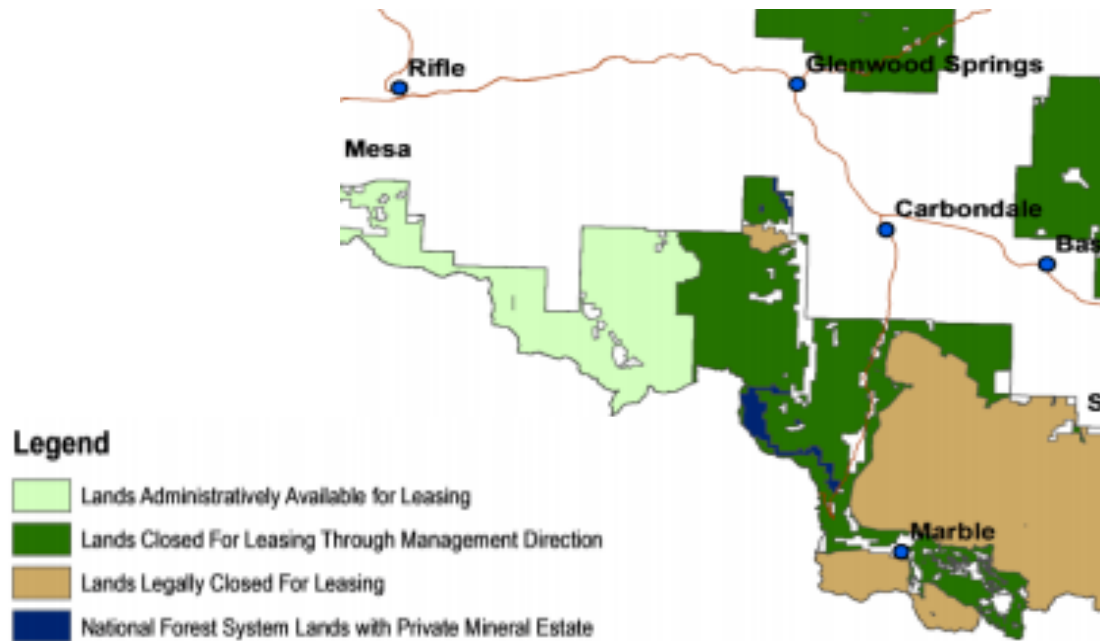 Rifle
Glenwood Springs
Mesa
Carbondale
Bas
S
Legend
Lands Administratively Available for Leasing
Lands Closed For Leasing Through Management Direction
Marble
Lands Legally Closed For Leasing
National Forest System Lands with Private Mineral Estate